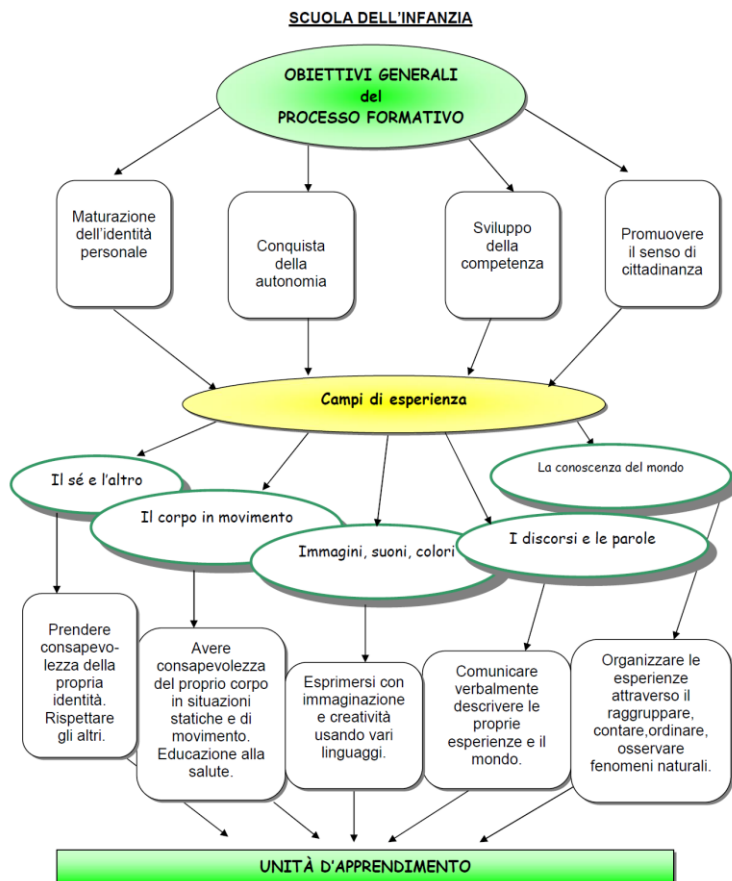 SCUOLA DELL'INFANZIA
OBIETTIVI GENERALI
del
PROCESSO FORMATIVO
Maturazione
dell'identità
personale
Conquista
della
autonomia
Sviluppo
della
competenza
Promuovere
il senso di
cittadinanza
Campi di esperienza
Il sé e l'altro
Il corpo in movimento
Immagini, suoni, colori
I discorsi e le parole
La conoscenza del mondo
Prendere
consapevo-
lezza della
propria
identità.
Rispettare
gli altri.
Avere
consapevolezza
del proprio corpo
in situazioni
statiche e di
movimento.
Educazione alla
salute.
Esprimersi con
immaginazione
e creatività
usando vari
linguaggi.
Comunicare
verbalmente
descrivere le
proprie
esperienze e il
mondo.
Organizzare le
esperienze
attraverso il
raggruppare,
contare,ordinare,
osservare
fenomeni naturali.
UNITÀ D'APPRENDIMENTO